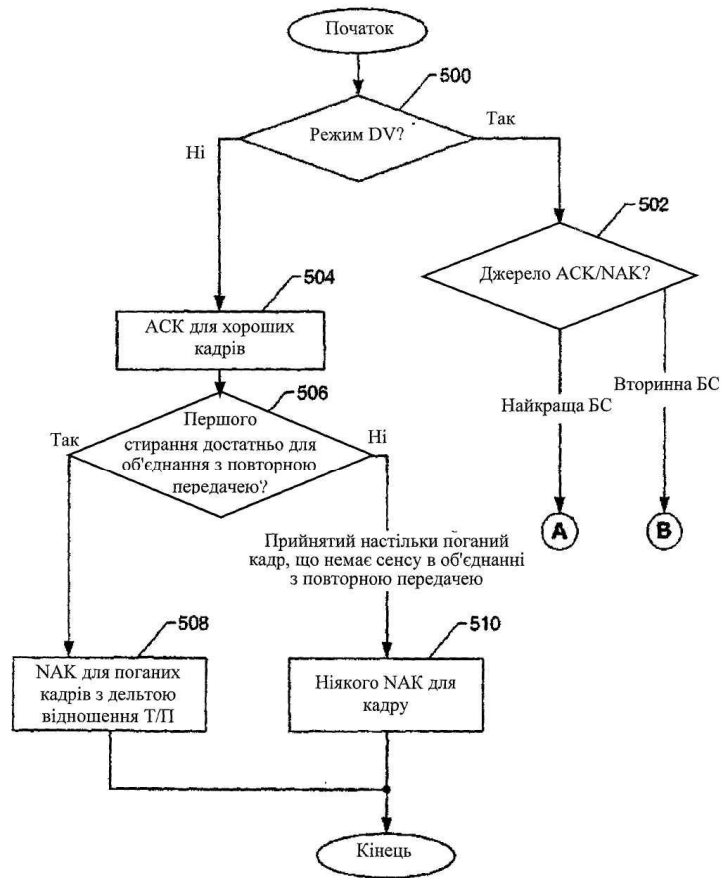 Початок
500
Режим DV?
Так
Ні
502
Джерело ACK/NAK?
504
АСК для хороших
кадрів
506
Першого
стирання достатньо для
об'єднання з повторною
передачею?
Так
Ні
Найкраща БС
Вторинна БС
A
B
Прийнятий настільки поганий
кадр, що немає сенсу в об'єднанні
з повторною передачею
508
NAK для поганих
кадрів з дельтою
відношення Т/П
510
Ніякого NAK для
кадру
Кінець